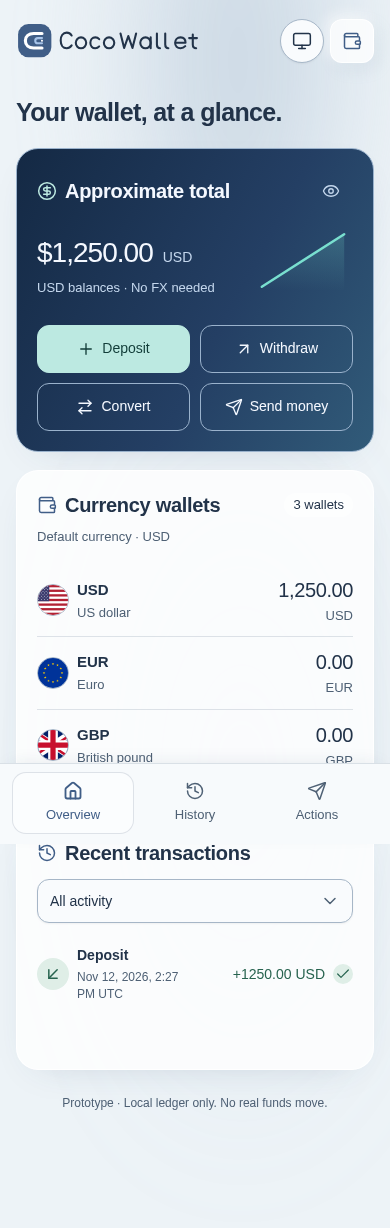 CocoWallet
Your wallet, at a glance.
Approximate total
$1,250.00 USD
USD balances · No FX needed
Deposit
Withdraw
Convert
Send money
Currency wallets
3 wallets
Default currency · USD
USD
1,250.00
US dollar
USD
EUR
0.00
Euro
EUR
GBP
0.00
British pound
GBP
Overview
History
Actions
Recent transactions
All activity
Deposit
Nov 12, 2026, 2:27
PM UTC
+1250.00 USD
Prototype · Local ledger only. No real funds move.